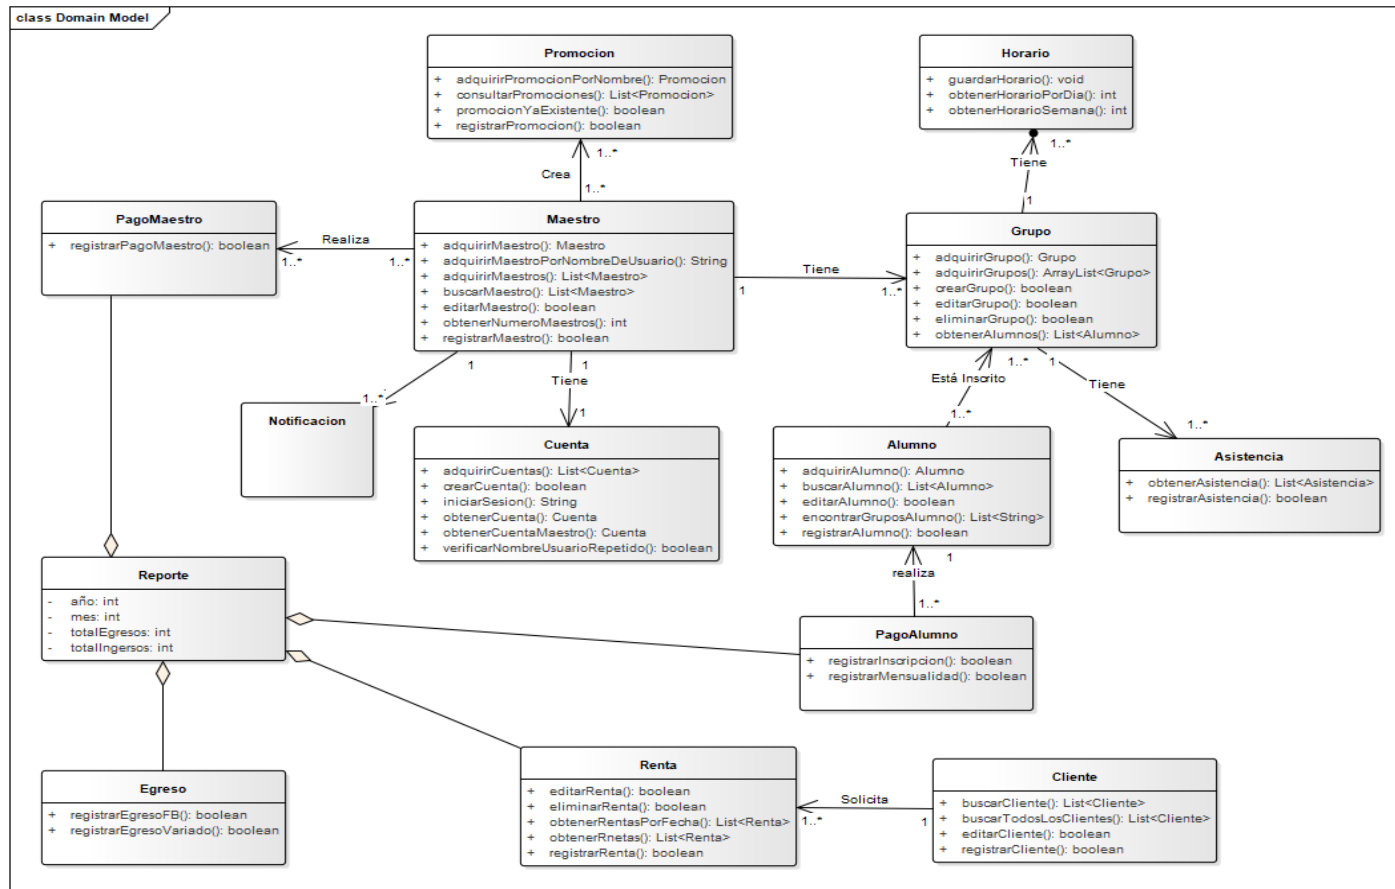 class Domain Model
Promocion
+ adquirirPromocionPorNombre(): Promocion
+ consultarPromociones(): List<Promocion>
+ promocionYaExistente(): boolean
+ registrarPromocion(): boolean
Horario
+ guardarHorario(): void
+ obtenerHorarioPorDia(): int
+ obtenerHorarioSemana(): int
1..*
Crea
1..*
1..*
Tiene
1
PagoMaestro
+ registrarPagoMaestro(): boolean
Realiza
1..*
1..*
Maestro
+ adquirirMaestro(): Maestro
+ adquirirMaestroPorNombreDeUsuario(): String
+ adquirirMaestros(): List<Maestro>
+ buscarMaestro(): List<Maestro>
+ editarMaestro(): boolean
+ obtenerNumeroMaestros(): int
+ registrarMaestro(): boolean
Tiene
1
1..*
Grupo
+ adquirirGrupo(): Grupo
+ adquirirGrupos(): ArrayList<Grupo>
+ crearGrupo(): boolean
+ editarGrupo(): boolean
+ eliminarGrupo(): boolean
+ obtenerAlumnos(): List<Alumno>
1
1..*
1
Tiene
1
1..*
Está Inscrito
1..*
1
Tiene
1..*
Notificacion
Cuenta
+ adquirirCuentas(): List<Cuenta>
+ crearCuenta(): boolean
+ iniciarSesion(): String
+ obtenerCuenta(): Cuenta
+ obtenerCuentaMaestro(): Cuenta
+ verificarNombreUsuarioRepetido(): boolean
Alumno
+ adquirirAlumno(): Alumno
+ buscarAlumno(): List<Alumno>
+ editarAlumno(): boolean
+ encontrarGruposAlumno(): List<String>
+ registrarAlumno(): boolean
Asistencia
+ obtenerAsistencia(): List<Asistencia>
+ registrarAsistencia(): boolean
1
realiza
1..*
Reporte
- año: int
- mes: int
- totalEgresos: int
- totalIngersos: int
PagoAlumno
+ registrarInscripcion(): boolean
+ registrarMensualidad(): boolean
Egreso
+ registrarEgresoFB(): boolean
+ registrarEgresoVariado(): boolean
Renta
+ editarRenta(): boolean
+ eliminarRenta(): boolean
+ obtenerRentasPorFecha(): List<Renta>
+ obtenerRnetas(): List<Renta>
+ registrarRenta(): boolean
Solicita
1..*
1
Cliente
+ buscarCliente(): List<Cliente>
+ buscarTodosLosClientes(): List<Cliente>
+ editarCliente(): boolean
+ registrarCliente(): boolean